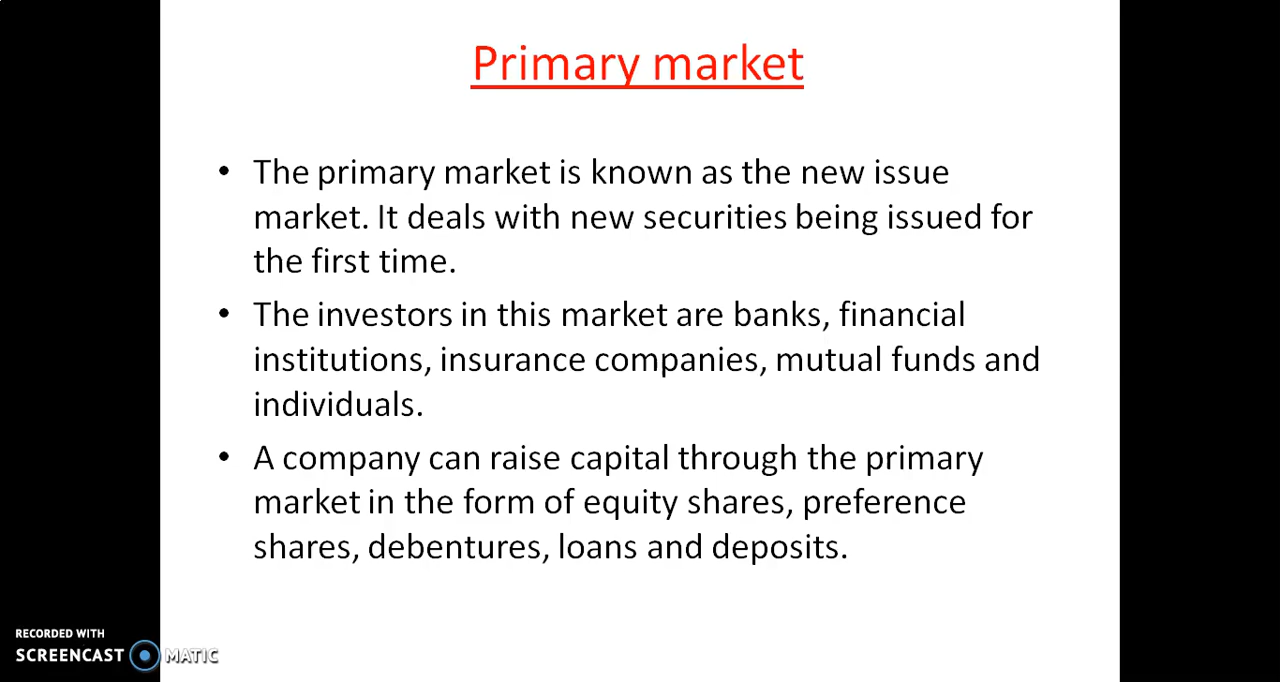 Primary market
• The primary market is known as the new issue
market. It deals with new securities being issued for
the first time.
• The investors in this market are banks, financial
institutions, insurance companies, mutual funds and
individuals.
• A company can raise capital through the primary
market in the form of equity shares, preference
shares, debentures, loans and deposits.
RECORDED WITH
SCREENCAST MATIC